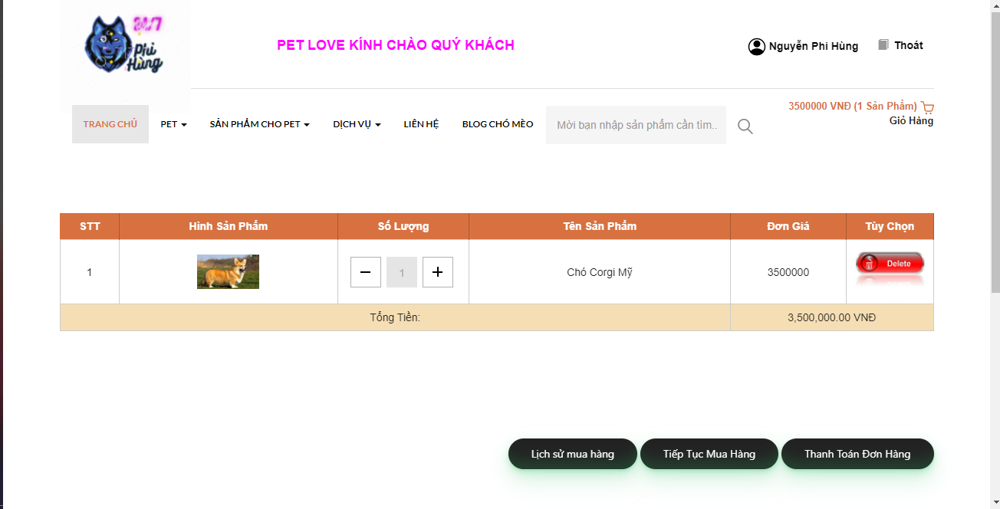 24/7
Phi
Hùng
PET LOVE KÍNH CHÀO QUÝ KHÁCH
Nguyễn Phi Hùng
Thoát
TRANG CHỦ
PET
SẢN PHẨM CHO PET
DỊCH VỤ
LIÊN HỆ
BLOG CHÓ MÈO
Mời bạn nhập sản phẩm cần tìm..
3500000 VNĐ (1 Sản Phẩm)
Giỏ Hàng
STT Hình Sản Phẩm Số Lượng Tên Sản Phẩm Đơn Giá Tùy Chọn
1 − 1 + Chó Corgi Mỹ 3500000 Delete
Tổng Tiền: 3,500,000.00 VNĐ
Lịch sử mua hàng
Tiếp Tục Mua Hàng
Thanh Toán Đơn Hàng